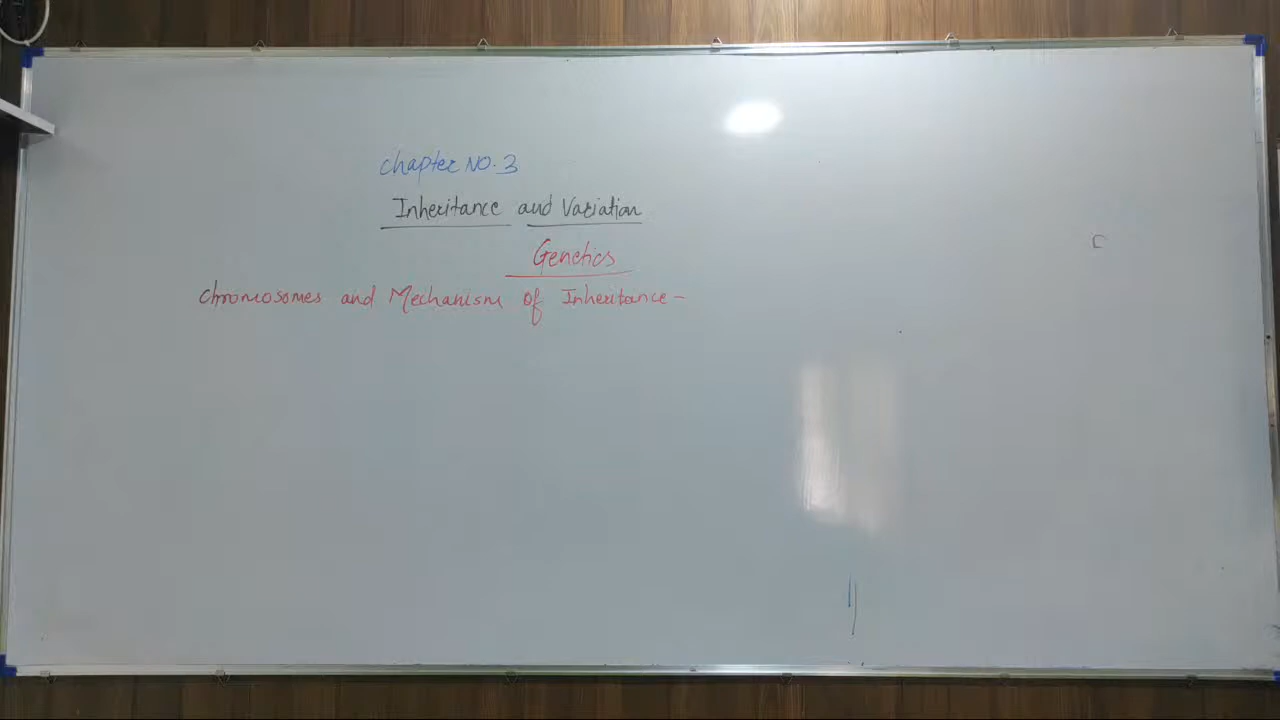 Chapter No. 3
Inheritance and Variation
Genetics
Chromosomes and Mechanism of Inheritance -